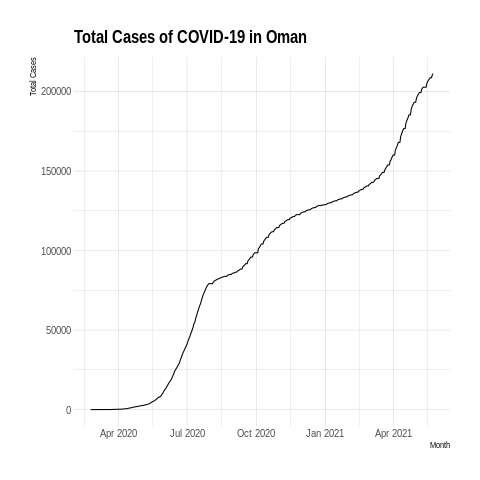 Total Cases of COVID-19 in Oman
Total Cases
200000
150000
100000
50000
0
Apr 2020 Jul 2020 Oct 2020 Jan 2021 Apr 2021
Month